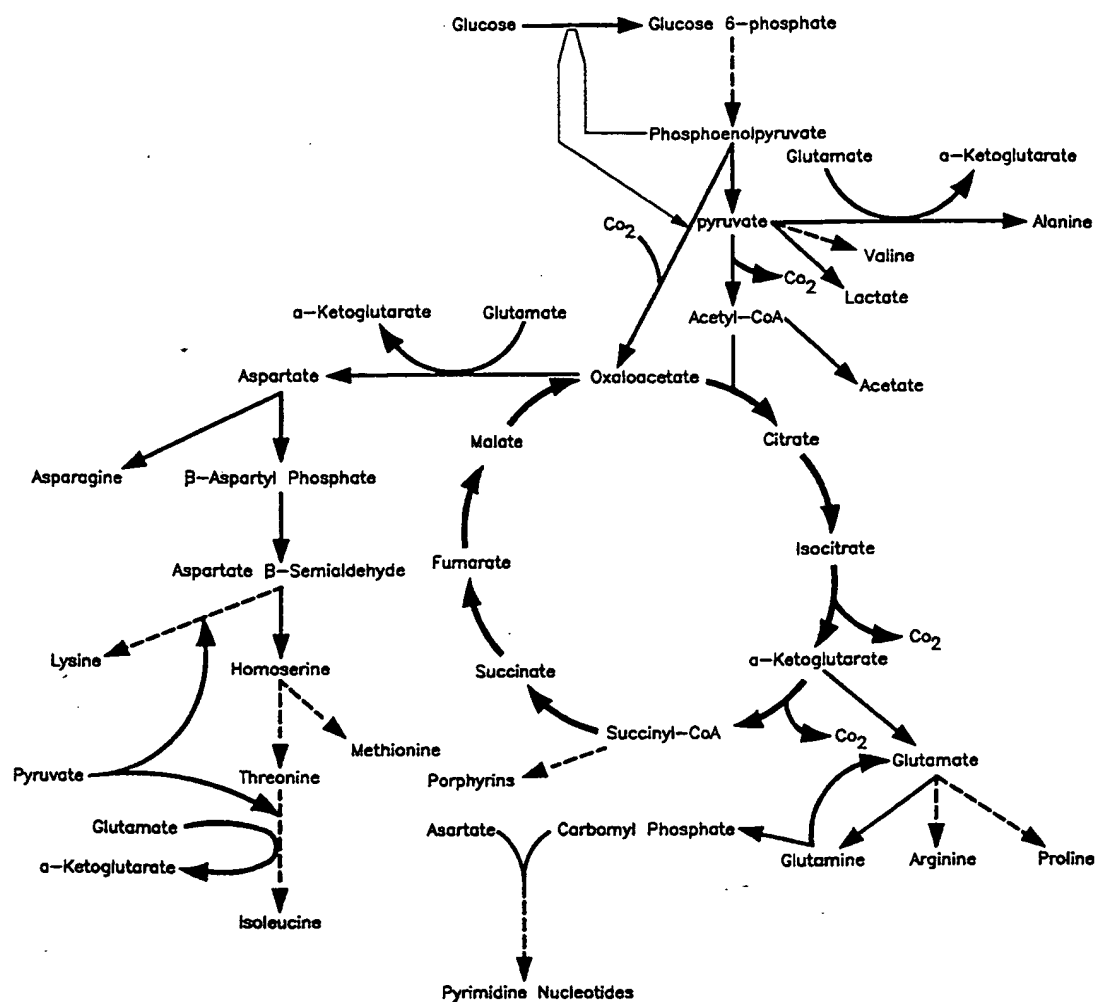 Glucose
Glucose 6-phosphate
Phosphoenolpyruvate
Glutamate
α-Ketoglutarate
Co2
pyruvate
Alanine
Valine
Co2
Lactate
α-Ketoglutarate
Glutamate
Acetyl-CoA
Aspartate
Oxaloacetate
Acetate
Malate
Citrate
Asparagine
β-Aspartyl Phosphate
Isocitrate
Aspartate β-Semialdehyde
Fumarate
Co2
Lysine
Homoserine
Succinate
α-Ketoglutarate
Succinyl-CoA
Co2
Methionine
Pyruvate
Threonine
Porphyrins
Glutamate
Glutamate
Asartate
Carbomyl Phosphate
α-Ketoglutarate
Glutamine
Arginine
Proline
Isoleucine
Pyrimidine Nucleotides